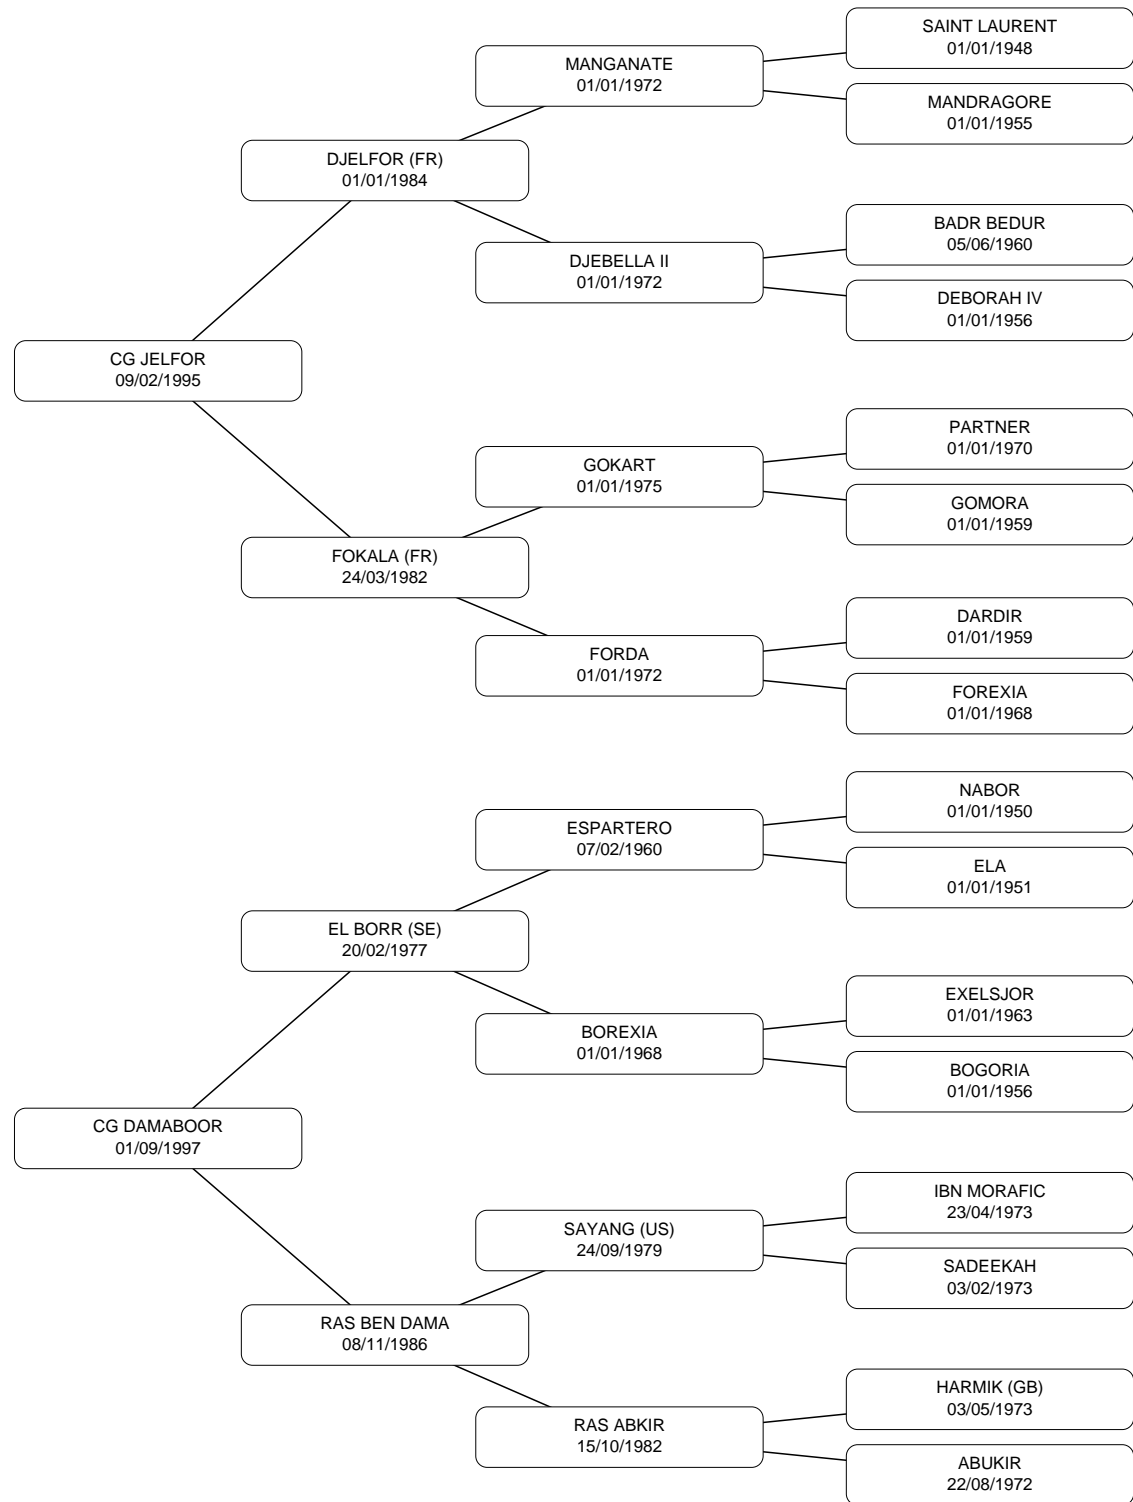 SAINT LAURENT
01/01/1948
MANGANATE
01/01/1972
MANDRAGORE
01/01/1955
DJELFOR (FR)
01/01/1984
BADR BEDUR
05/06/1960
DJEBELLA II
01/01/1972
DEBORAH IV
01/01/1956
CG JELFOR
09/02/1995
PARTNER
01/01/1970
GOKART
01/01/1975
GOMORA
01/01/1959
FOKALA (FR)
24/03/1982
DARDIR
01/01/1959
FORDA
01/01/1972
FOREXIA
01/01/1968
NABOR
01/01/1950
ESPARTERO
07/02/1960
ELA
01/01/1951
EL BORR (SE)
20/02/1977
EXELSJOR
01/01/1963
BOREXIA
01/01/1968
BOGORIA
01/01/1956
CG DAMABOOR
01/09/1997
IBN MORAFIC
23/04/1973
SAYANG (US)
24/09/1979
SADEEKAH
03/02/1973
RAS BEN DAMA
08/11/1986
HARMIK (GB)
03/05/1973
RAS ABKIR
15/10/1982
ABUKIR
22/08/1972